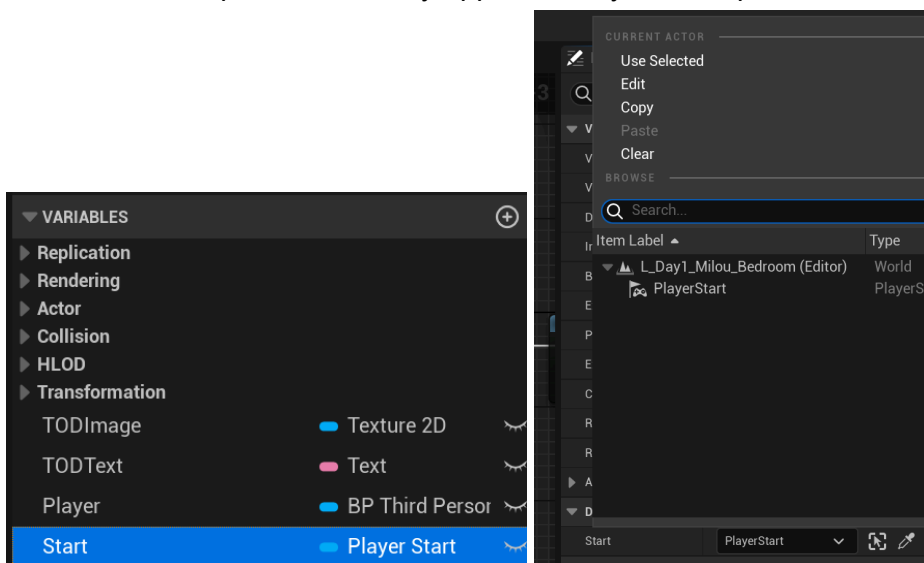 VARIABLES
Replication
Rendering
Actor
Collision
HLOD
Transformation
TODImage Texture 2D
TODText Text
Player BP Third Person
Start Player Start
CURRENT ACTOR
Use Selected
Edit
Copy
Paste
Clear
BROWSE
Search...
Item Label Type
L_Day1_Milou_Bedroom (Editor) World
PlayerStart PlayerS
Start PlayerStart